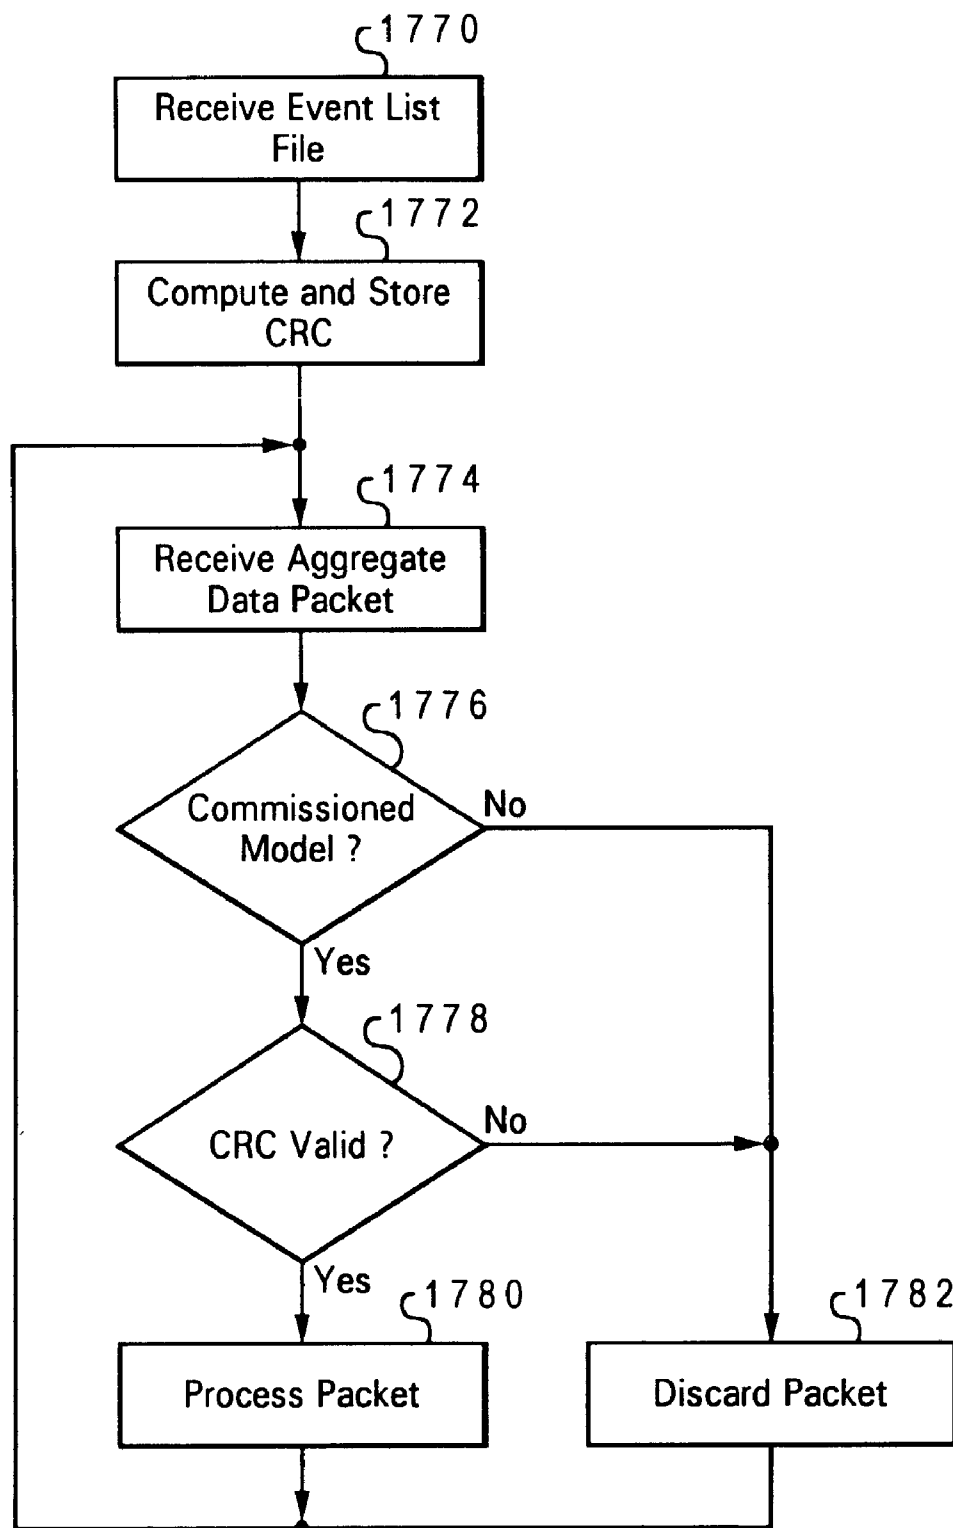 1770
Receive Event List
File
1772
Compute and Store
CRC
1774
Receive Aggregate
Data Packet
1776
Commissioned
Model ?
No
Yes
1778
CRC Valid ?
No
Yes
1780
Process Packet
1782
Discard Packet